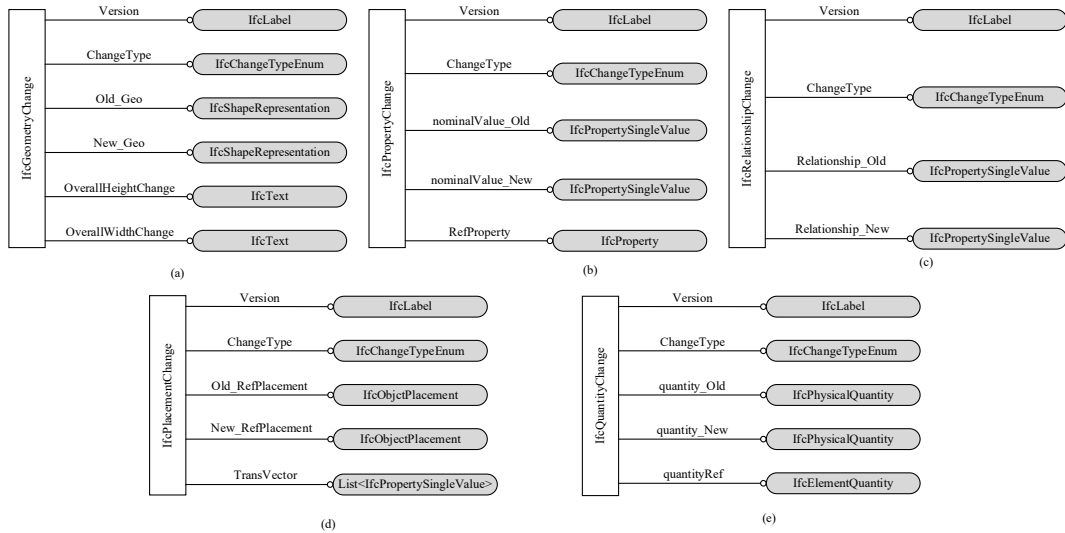 IfcGeometryChange
Version
IfcLabel
ChangeType
IfcChangeTypeEnum
Old_Geo
IfcShapeRepresentation
New_Geo
IfcShapeRepresentation
OverallHeightChange
IfcText
OverallWidthChange
IfcText
(a)
IfcPropertyChange
Version
IfcLabel
ChangeType
IfcChangeTypeEnum
nominalValue_Old
IfcPropertySingleValue
nominalValue_New
IfcPropertySingleValue
RefProperty
IfcProperty
(b)
IfcRelationshipChange
Version
IfcLabel
ChangeType
IfcChangeTypeEnum
Relationship_Old
IfcPropertySingleValue
Relationship_New
IfcPropertySingleValue
(c)
IfcPlacementChange
Version
IfcLabel
ChangeType
IfcChangeTypeEnum
Old_RefPlacement
IfcObjctPlacement
New_RefPlacement
IfcObjectPlacement
TransVector
List<IfcPropertySingleValue>
(d)
IfcQuantityChange
Version
IfcLabel
ChangeType
IfcChangeTypeEnum
quantity_Old
IfcPhysicalQuantity
quantity_New
IfcPhysicalQuantity
quantityRef
IfcElementQuantity
(e)